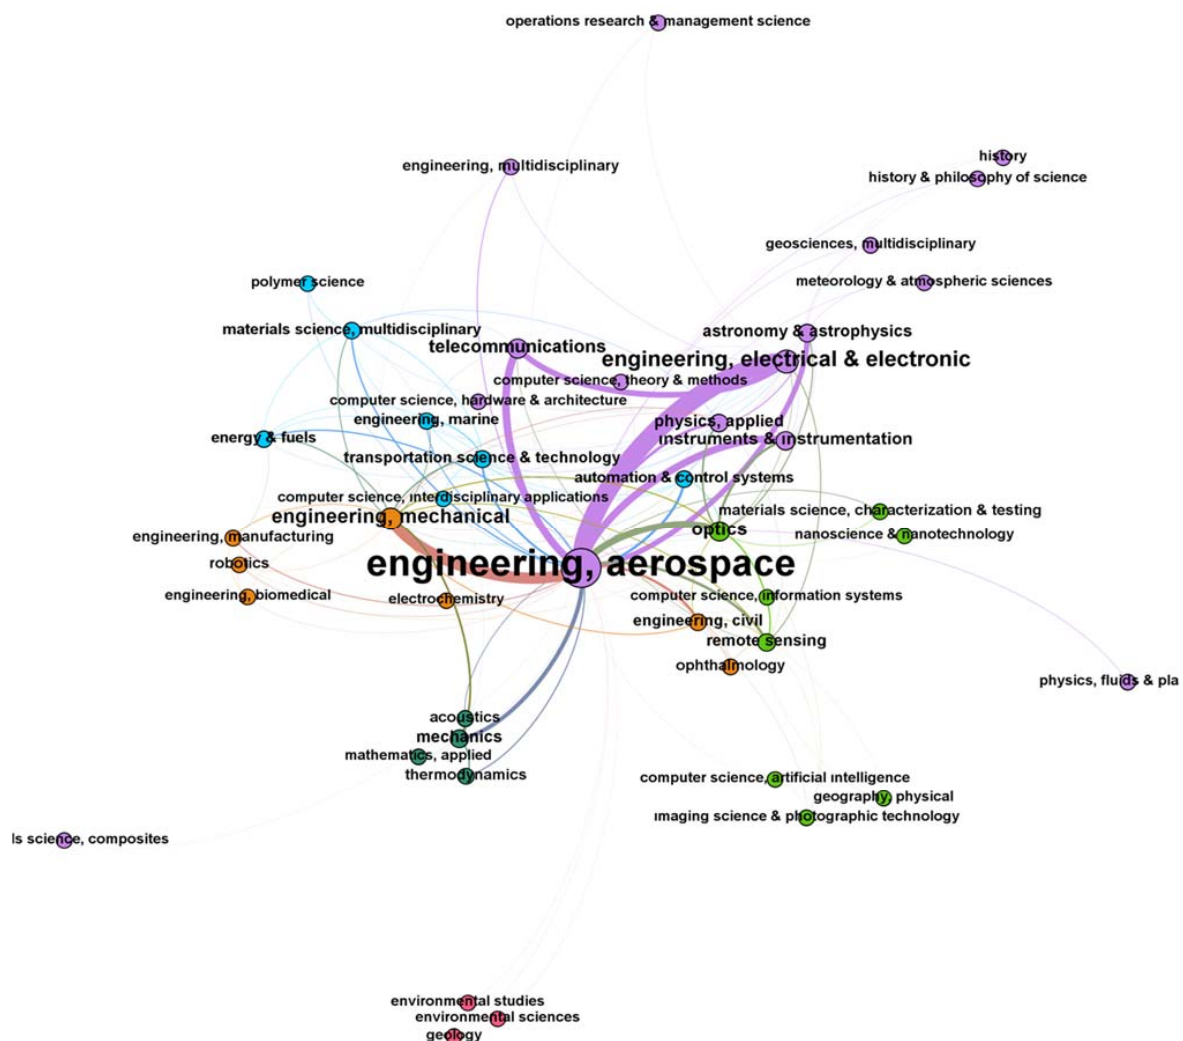 operations research & management science
history
engineering, multidisciplinary
history & philosophy of science
geosciences, multidisciplinary
polymer science
meteorology & atmospheric sciences
materials science, multidisciplinary
astronomy & astrophysics
telecommunications
engineering, electrical & electronic
computer science, theory & methods
computer science, hardware & architecture
engineering, marine
physics, applied
energy & fuels
instruments & instrumentation
transportation science & technology
automation & control systems
computer science, interdisciplinary applications
materials science, characterization & testing
engineering, mechanical
optics
nanoscience & nanotechnology
engineering, manufacturing
robotics
engineering, aerospace
engineering, biomedical
electrochemistry
computer science, information systems
engineering, civil
remote sensing
ophthalmology
physics, fluids & pla
acoustics
mechanics
mathematics, applied
thermodynamics
computer science, artificial intelligence
geography, physical
imaging science & photographic technology
ls science, composites
environmental studies
environmental sciences
geology